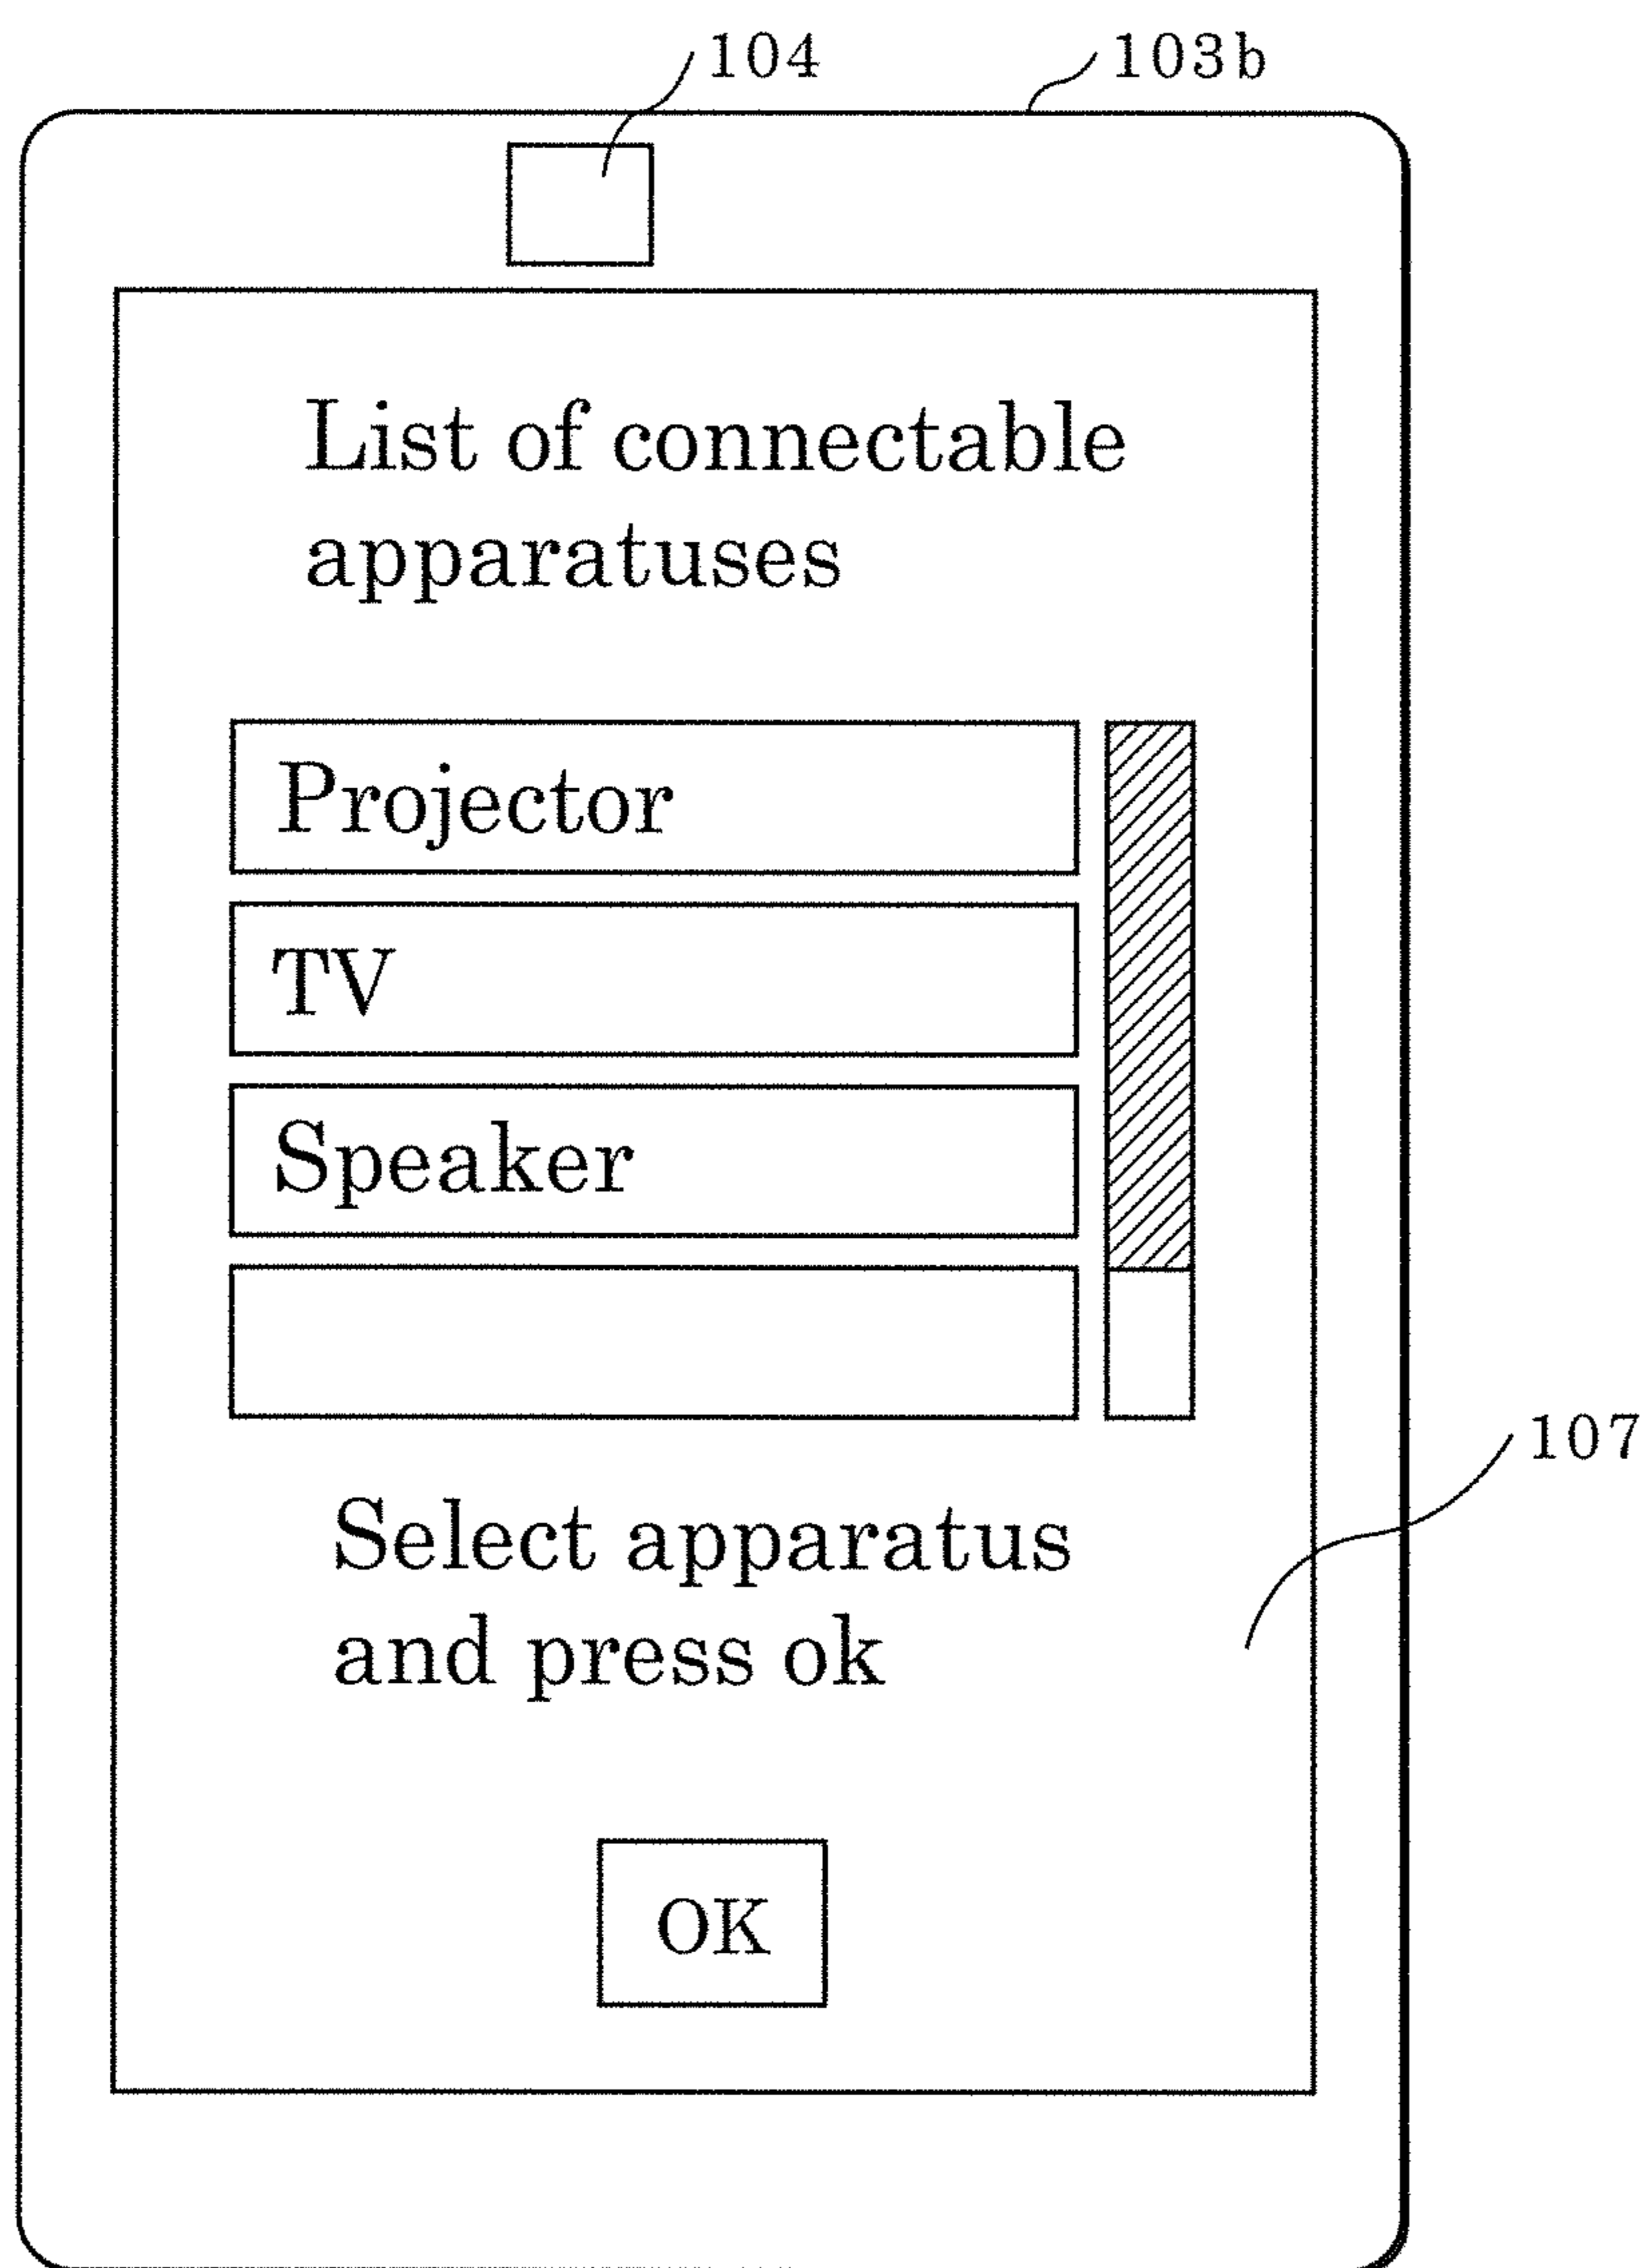 104
103b
List of connectable
apparatuses
Projector
TV
Speaker
107
Select apparatus
and press ok
OK